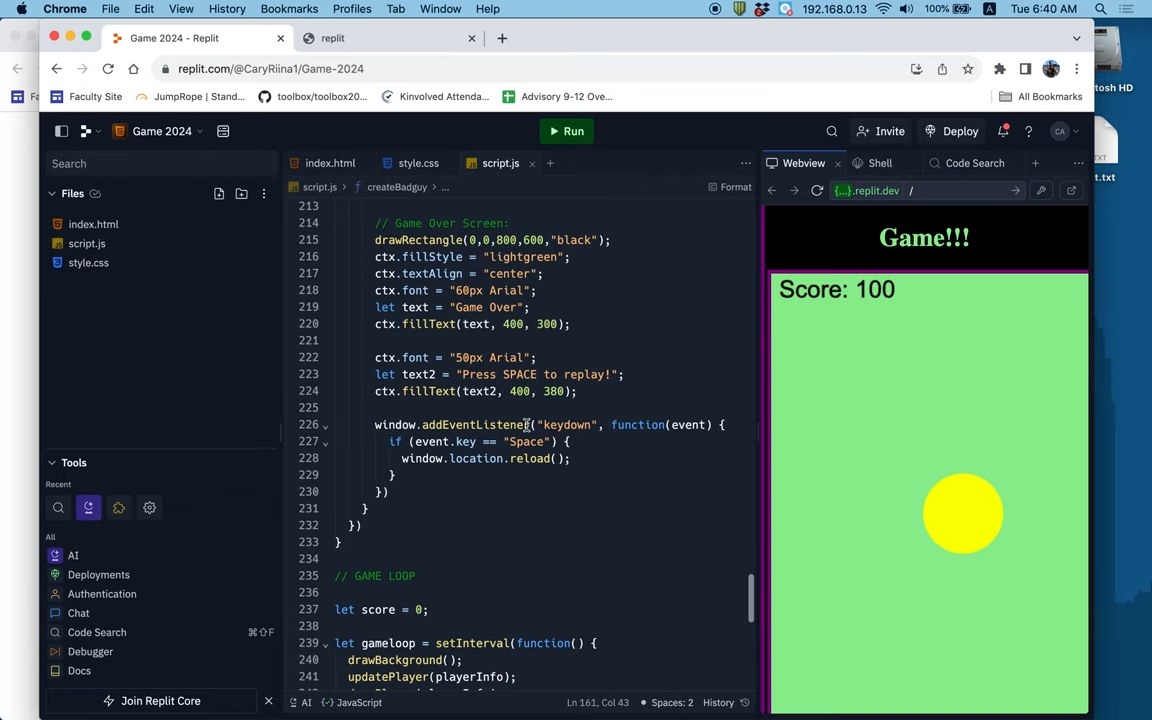 Chrome File Edit View History Bookmarks Profiles Tab Window Help 192.168.0.13 100% A Tue 6:40 AM
Game 2024 - Replit replit
replit.com/@CaryRiina1/Game-2024
Faculty Site JumpRope | Stand... toolbox/toolbox20... Kinvolved Attenda... Advisory 9-12 Ove... All Bookmarks
Game 2024 Run Invite Deploy CA
Search index.html style.css script.js Webview Shell Code Search
Files script.js createBadguy ... Format {...}.replit.dev /
index.html
script.js
style.css
213
214 // Game Over Screen:
215 drawRectangle(0,0,800,600,"black");
216 ctx.fillStyle = "lightgreen";
217 ctx.textAlign = "center";
218 ctx.font = "60px Arial";
219 let text = "Game Over";
220 ctx.fillText(text, 400, 300);
221
222 ctx.font = "50px Arial";
223 let text2 = "Press SPACE to replay!";
224 ctx.fillText(text2, 400, 380);
225
226 window.addEventListener("keydown", function(event) {
227 if (event.key == "Space") {
228 window.location.reload();
229 }
230 })
231 }
232 })
233 }
234
235 // GAME LOOP
236
237 let score = 0;
238
239 let gameloop = setInterval(function() {
240 drawBackground();
241 updatePlayer(playerInfo);
Game!!!
Score: 100
Tools
Recent
All
AI
Deployments
Authentication
Chat
Code Search ⌘⇧F
Debugger
Docs
Join Replit Core
AI JavaScript Ln 161, Col 43 Spaces: 2 History
tosh HD
TXT
t.txt